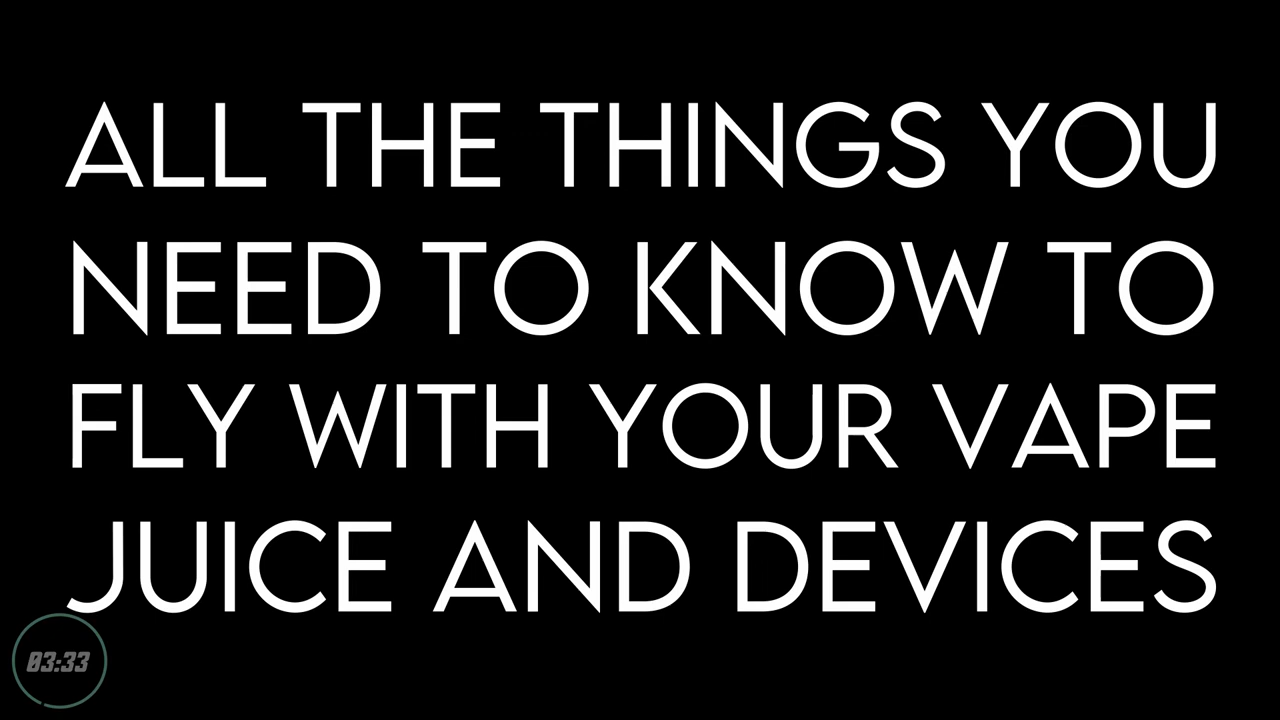 ALL THE THINGS YOU
NEED TO KNOW TO
FLY WITH YOUR VAPE
JUICE AND DEVICES
03:33